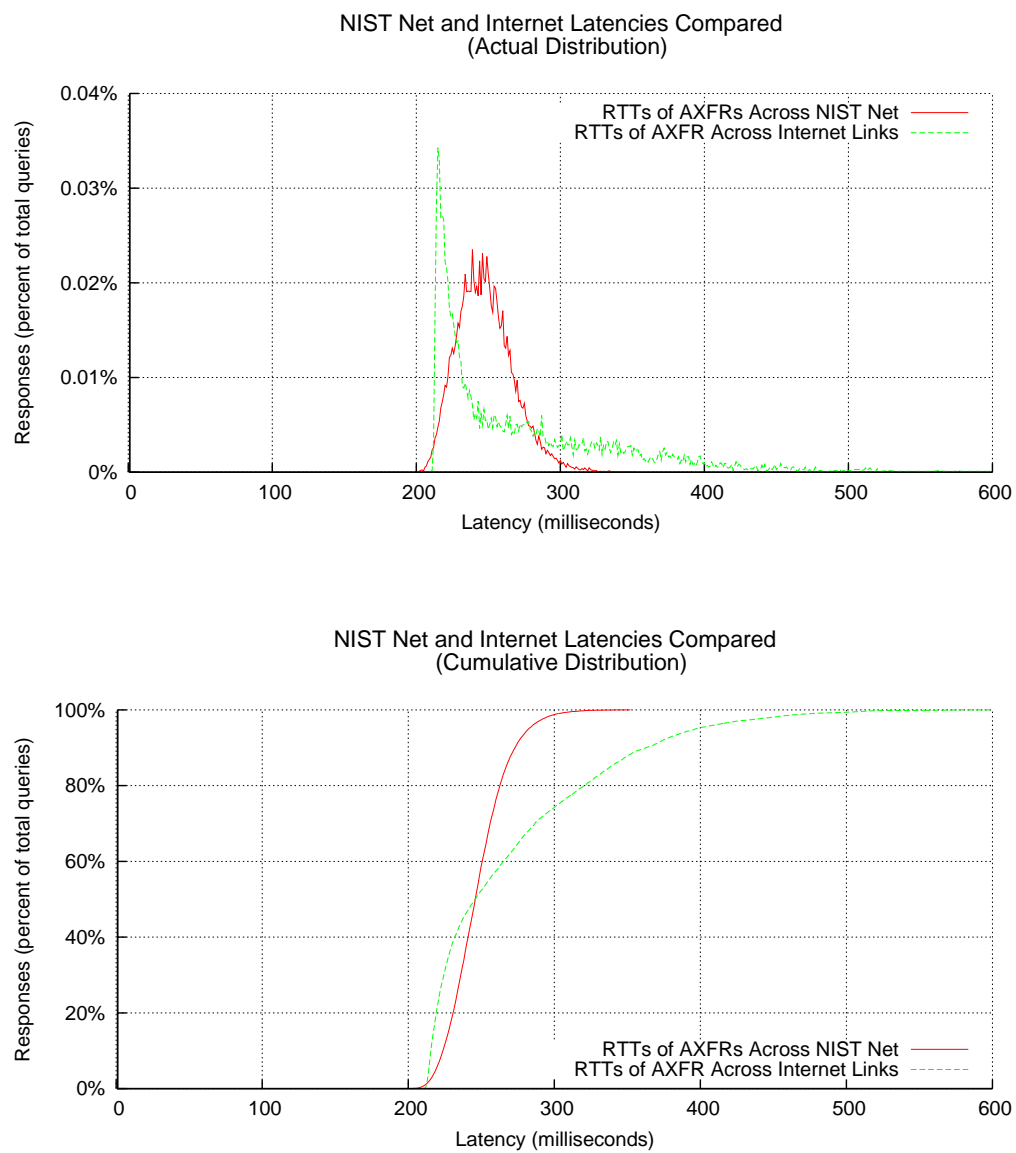 NIST Net and Internet Latencies Compared
(Actual Distribution)
0.04%
0.03%
0.02%
0.01%
0%
Responses (percent of total queries)
RTTs of AXFRs Across NIST Net
RTTs of AXFR Across Internet Links
0 100 200 300 400 500 600
Latency (milliseconds)
NIST Net and Internet Latencies Compared
(Cumulative Distribution)
100%
80%
60%
40%
20%
0%
Responses (percent of total queries)
RTTs of AXFRs Across NIST Net
RTTs of AXFR Across Internet Links
0 100 200 300 400 500 600
Latency (milliseconds)